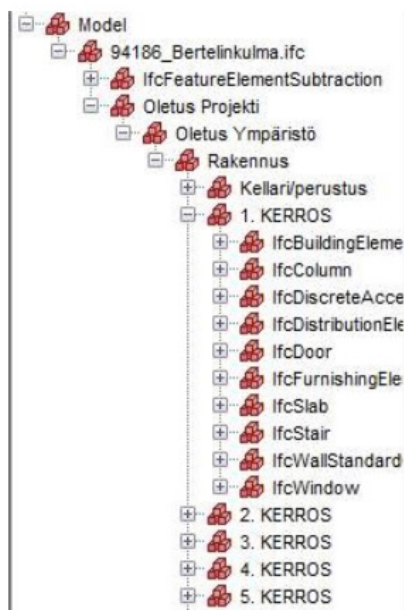 Model
94186_Bertelinkulma.ifc
IfcFeatureElementSubtraction
Oletus Projekti
Oletus Ympäristö
Rakennus
Kellari/perustus
1. KERROS
IfcBuildingEleme
IfcColumn
IfcDiscreteAcce
IfcDistributionEle
IfcDoor
IfcFurnishingEle
IfcSlab
IfcStair
IfcWallStandard
IfcWindow
2. KERROS
3. KERROS
4. KERROS
5. KERROS